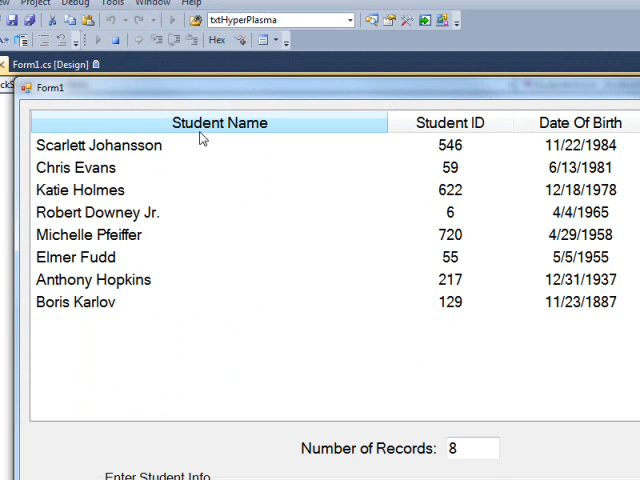 Project Debug Data Tools Window Help
txtHyperPlasma
Hex
Form1.cs [Design]
Form1
Student Name Student ID Date Of Birth
Scarlett Johansson 546 11/22/1984
Chris Evans 59 6/13/1981
Katie Holmes 622 12/18/1978
Robert Downey Jr. 6 4/4/1965
Michelle Pfeiffer 720 4/29/1958
Elmer Fudd 55 5/5/1955
Anthony Hopkins 217 12/31/1937
Boris Karlov 129 11/23/1887
Number of Records: 8
Enter Student Info